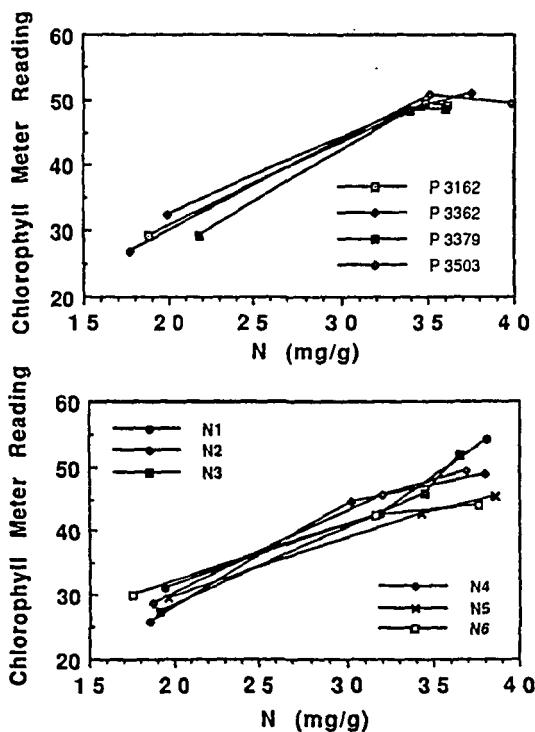 Chlorophyll Meter Reading
60
50
40
30
20
P 3162
P 3362
P 3379
P 3503
15 20 25 30 35 40
N (mg/g)
Chlorophyll Meter Reading
60
50
40
30
20
N1
N2
N3
N4
N5
N6
15 20 25 30 35 40
N (mg/g)